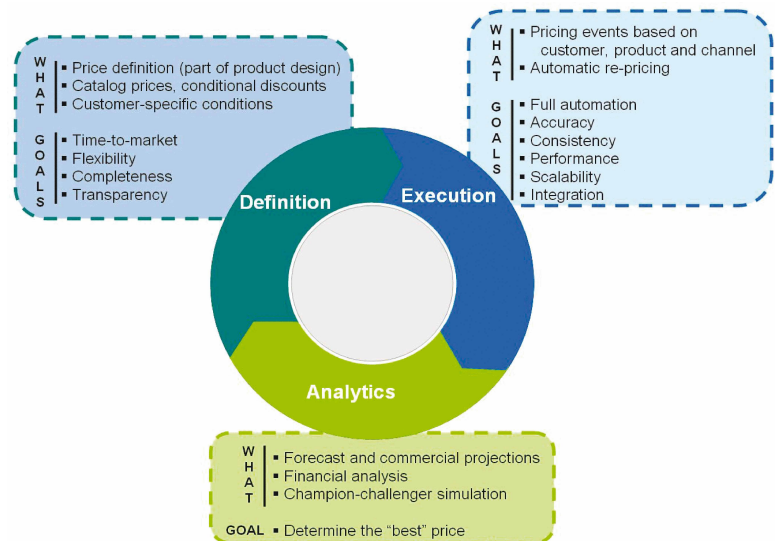 WHAT
▪ Price definition (part of product design)
▪ Catalog prices, conditional discounts
▪ Customer-specific conditions
GOALS
▪ Time-to-market
▪ Flexibility
▪ Completeness
▪ Transparency
WHAT
▪ Pricing events based on
customer, product and channel
▪ Automatic re-pricing
GOALS
▪ Full automation
▪ Accuracy
▪ Consistency
▪ Performance
▪ Scalability
▪ Integration
Definition
Execution
Analytics
WHAT
▪ Forecast and commercial projections
▪ Financial analysis
▪ Champion-challenger simulation
GOAL ▪ Determine the “best” price